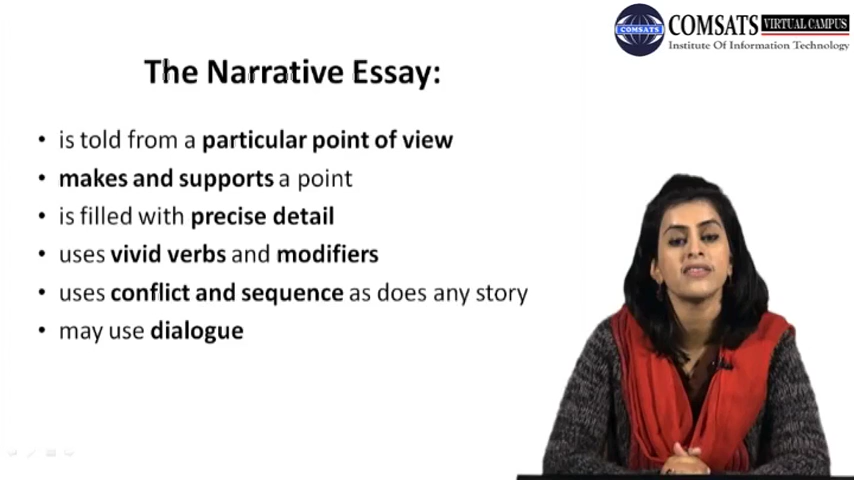 COMSATS VIRTUAL CAMPUS
COMSATS
Institute Of Information Technology
The Narrative Essay:
• is told from a particular point of view
• makes and supports a point
• is filled with precise detail
• uses vivid verbs and modifiers
• uses conflict and sequence as does any story
• may use dialogue